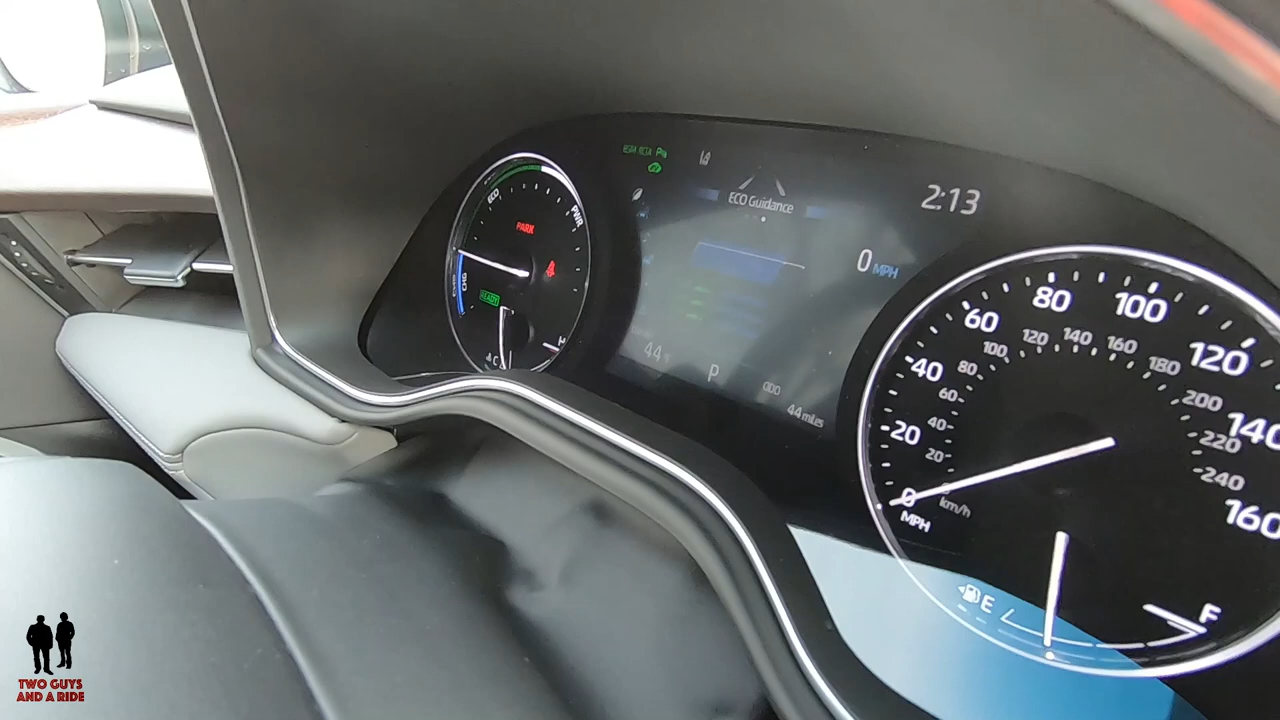 ECO
PWR
PARK
CHG
READY
C
H
ECO Guidance
2:13
0 MPH
44
P
ODO
44 miles
0
20
40
60
80
100
120
140
160
20
40
60
80
100
120
140
160
180
200
220
240
MPH
km/h
E
F
TWO GUYS
AND A RIDE